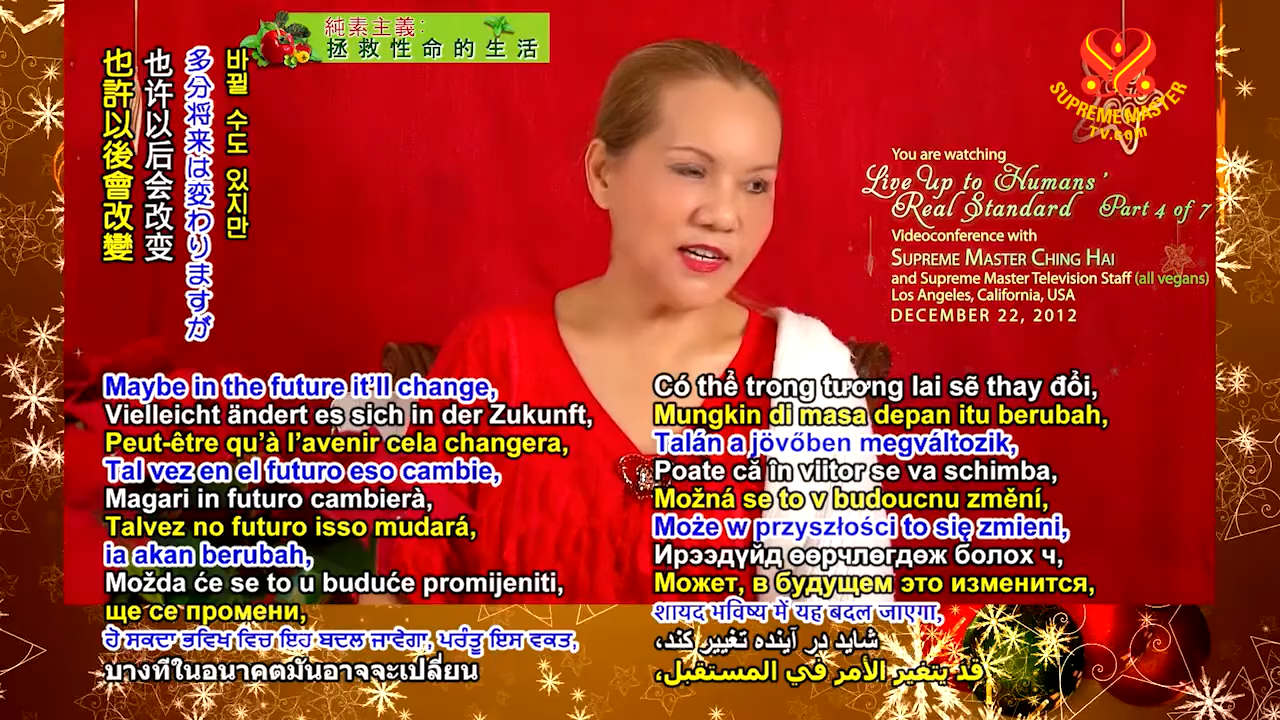 純素主義：
拯救性命的生活
바뀔 수도 있지만
多分将来は変わりますが
也许以后会改变
也許以後會改變
SUPREME MASTER
TV.com
You are watching
Live Up to Humans'
Real Standard Part 4 of 7
Videoconference with
SUPREME MASTER CHING HAI
and Supreme Master Television Staff (all vegans)
Los Angeles, California, USA
DECEMBER 22, 2012
Maybe in the future it'll change,
Vielleicht ändert es sich in der Zukunft,
Peut-être qu'à l'avenir cela changera,
Tal vez en el futuro eso cambie,
Magari in futuro cambierà,
Talvez no futuro isso mudará,
ia akan berubah,
Možda će se to u buduće promijeniti,
ще се промени,
ਹੋ ਸਕਦਾ ਭਵਿਖ ਵਿਚ ਇਹ ਬਦਲ ਜਾਵੇਗਾ, ਪਰੰਤੂ ਇਸ ਵਕਤ,
บางทีในอนาคตมันอาจจะเปลี่ยน
Có thể trong tương lai sẽ thay đổi,
Mungkin di masa depan itu berubah,
Talán a jövőben megváltozik,
Poate că în viitor se va schimba,
Možná se to v budoucnu změní,
Może w przyszłości to się zmieni,
Ирээдүйд өөрчлөгдөж болох ч,
Может, в будущем это изменится,
शायद भविष्य में यह बदल जाएगा,
شاید در آینده تغییر کند،
قد يتغير الأمر في المستقبل،